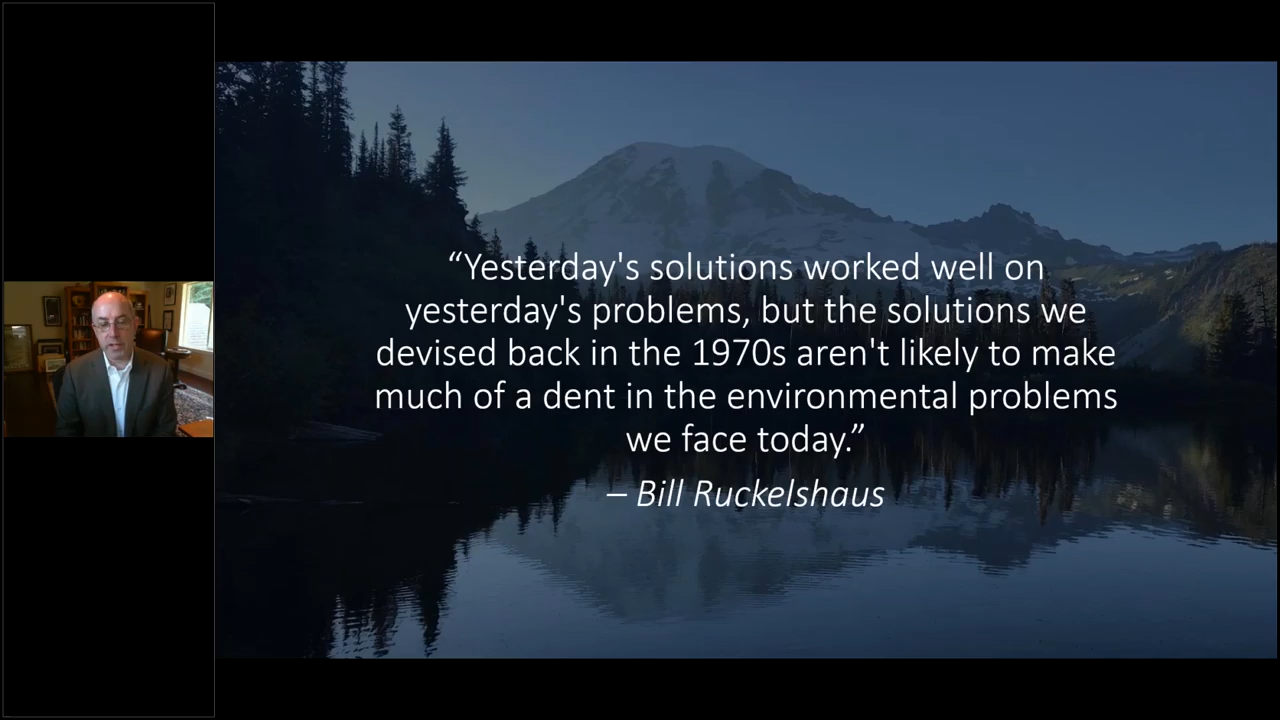 “Yesterday's solutions worked well on
yesterday's problems, but the solutions we
devised back in the 1970s aren't likely to make
much of a dent in the environmental problems
we face today.”
– Bill Ruckelshaus